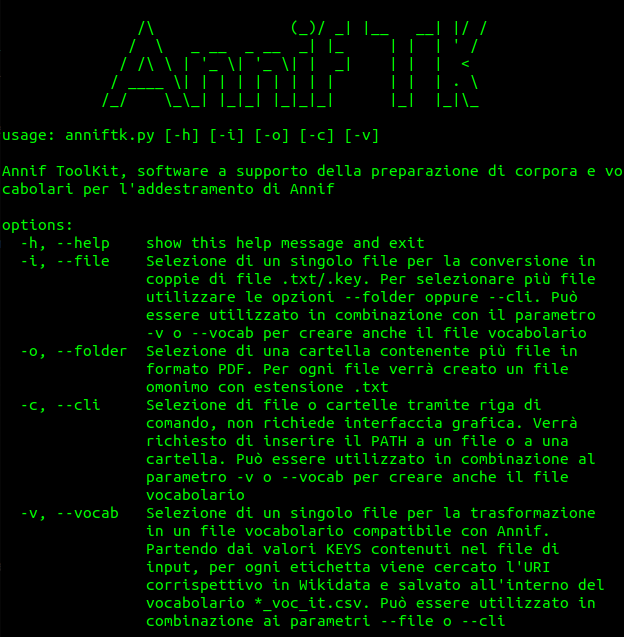 AnnifTK
usage: anniftk.py [-h] [-i] [-o] [-c] [-v]
Annif ToolKit, software a supporto della preparazione di corpora e vo
cabolari per l'addestramento di Annif
options:
-h, --help show this help message and exit
-i, --file Selezione di un singolo file per la conversione in
coppie di file .txt/.key. Per selezionare più file
utilizzare le opzioni --folder oppure --cli. Può
essere utilizzato in combinazione con il parametro
-v o --vocab per creare anche il file vocabolario
-o, --folder Selezione di una cartella contenente più file in
formato PDF. Per ogni file verrà creato un file
omonimo con estensione .txt
-c, --cli Selezione di file o cartelle tramite riga di
comando, non richiede interfaccia grafica. Verrà
richiesto di inserire il PATH a un file o a una
cartella. Può essere utilizzato in combinazione al
parametro -v o --vocab per creare anche il file
vocabolario
-v, --vocab Selezione di un singolo file per la trasformazione
in un file vocabolario compatibile con Annif.
Partendo dai valori KEYS contenuti nel file di
input, per ogni etichetta viene cercato l'URI
corrispettivo in Wikidata e salvato all'interno del
vocabolario *_voc_it.csv. Può essere utilizzato in
combinazione ai parametri --file o --cli